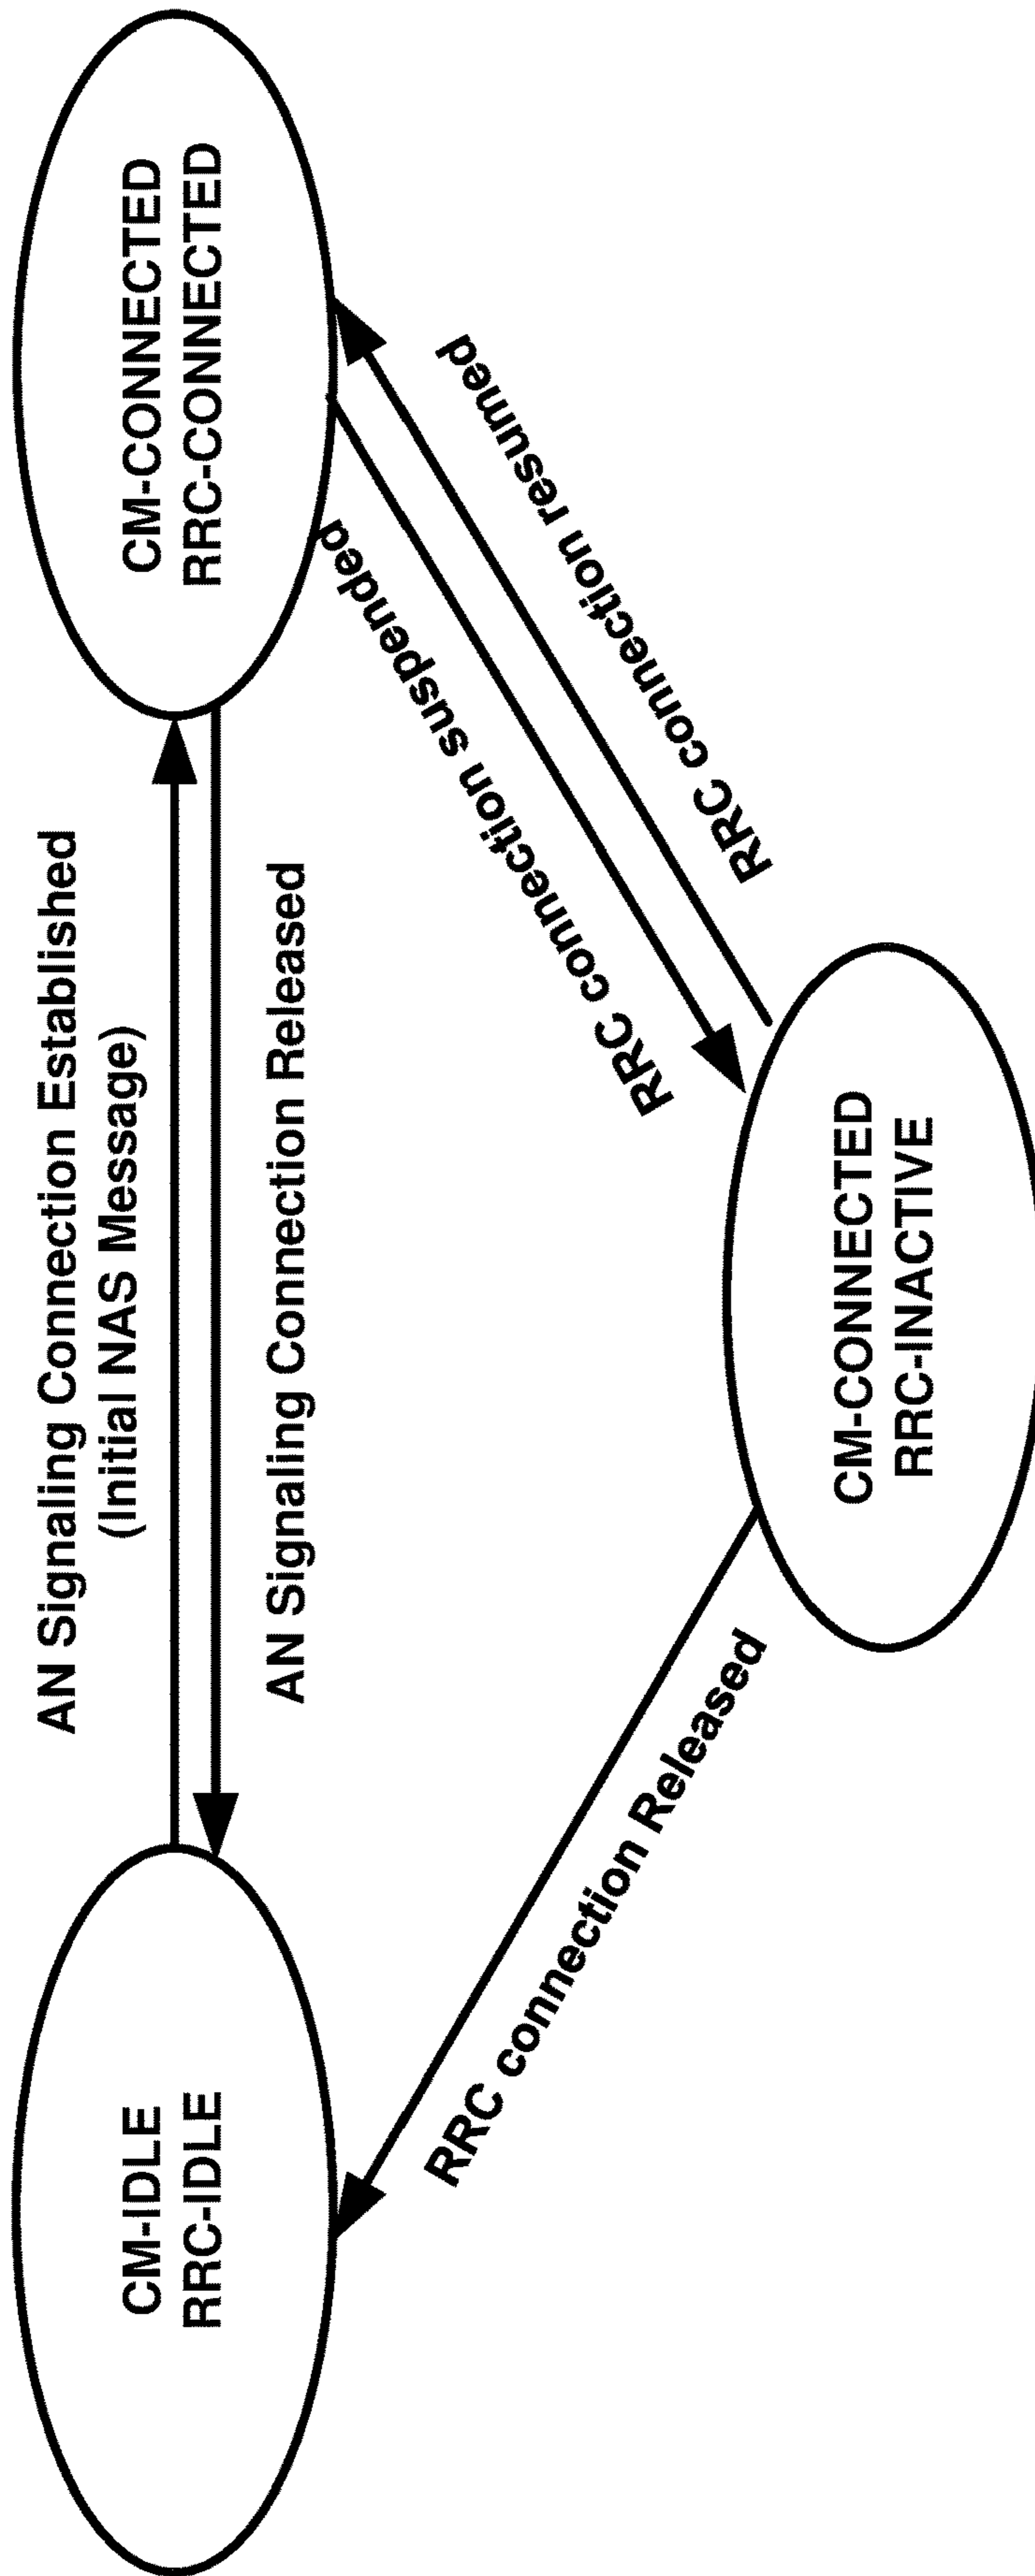 AN Signaling Connection Established
(Initial NAS Message)
CM-IDLE
RRC-IDLE
CM-CONNECTED
RRC-CONNECTED
AN Signaling Connection Released
RRC connection suspended
RRC connection resumed
RRC connection Released
CM-CONNECTED
RRC-INACTIVE